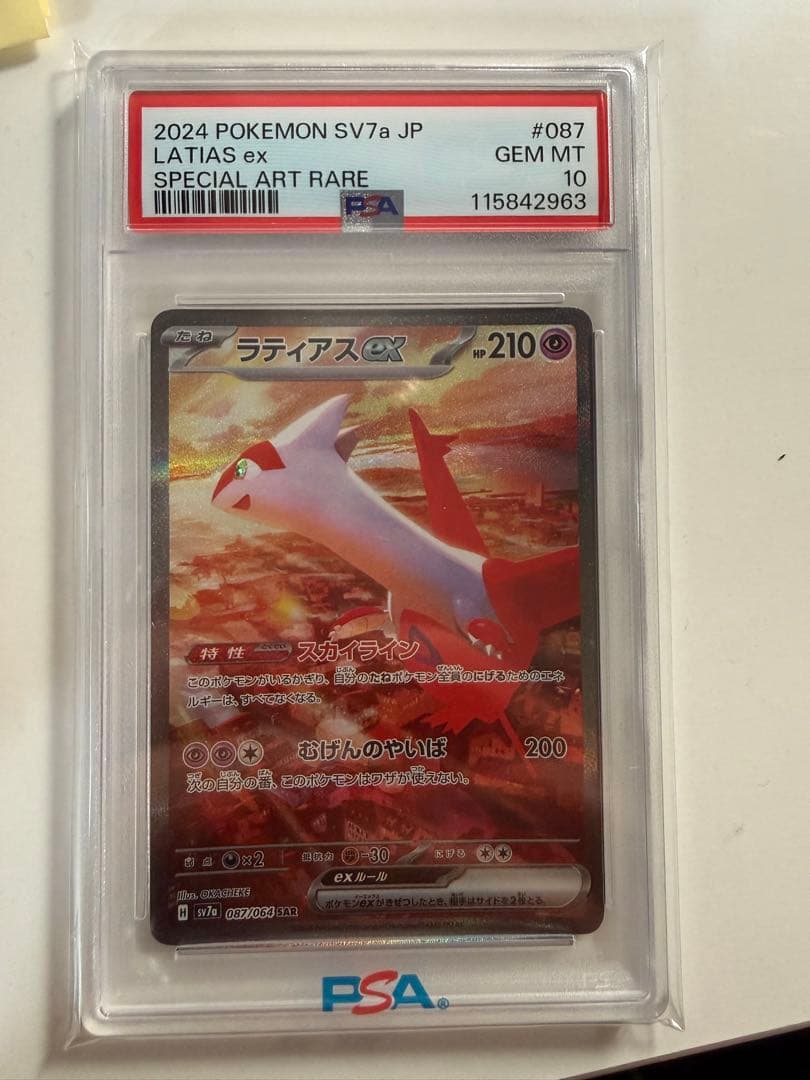 2024 POKEMON SV7a JP #087
LATIAS ex GEM MT
SPECIAL ART RARE 10
PSA 115842963
たね ラティアスex HP 210
特性 スカイライン
このポケモンがいるかぎり、自分のたねポケモン全員のにげるためのエネ
ルギーは、すべてなくなる。
むげんのやいば 200
次の自分の番、このポケモンはワザが使えない。
弱点 ×2 抵抗力 -30 にげる
exルール
ポケモンexがきぜつしたとき、相手はサイドを2枚とる。
Illus. OKACHEKE
H sv7a 087/064 SAR
PSA®